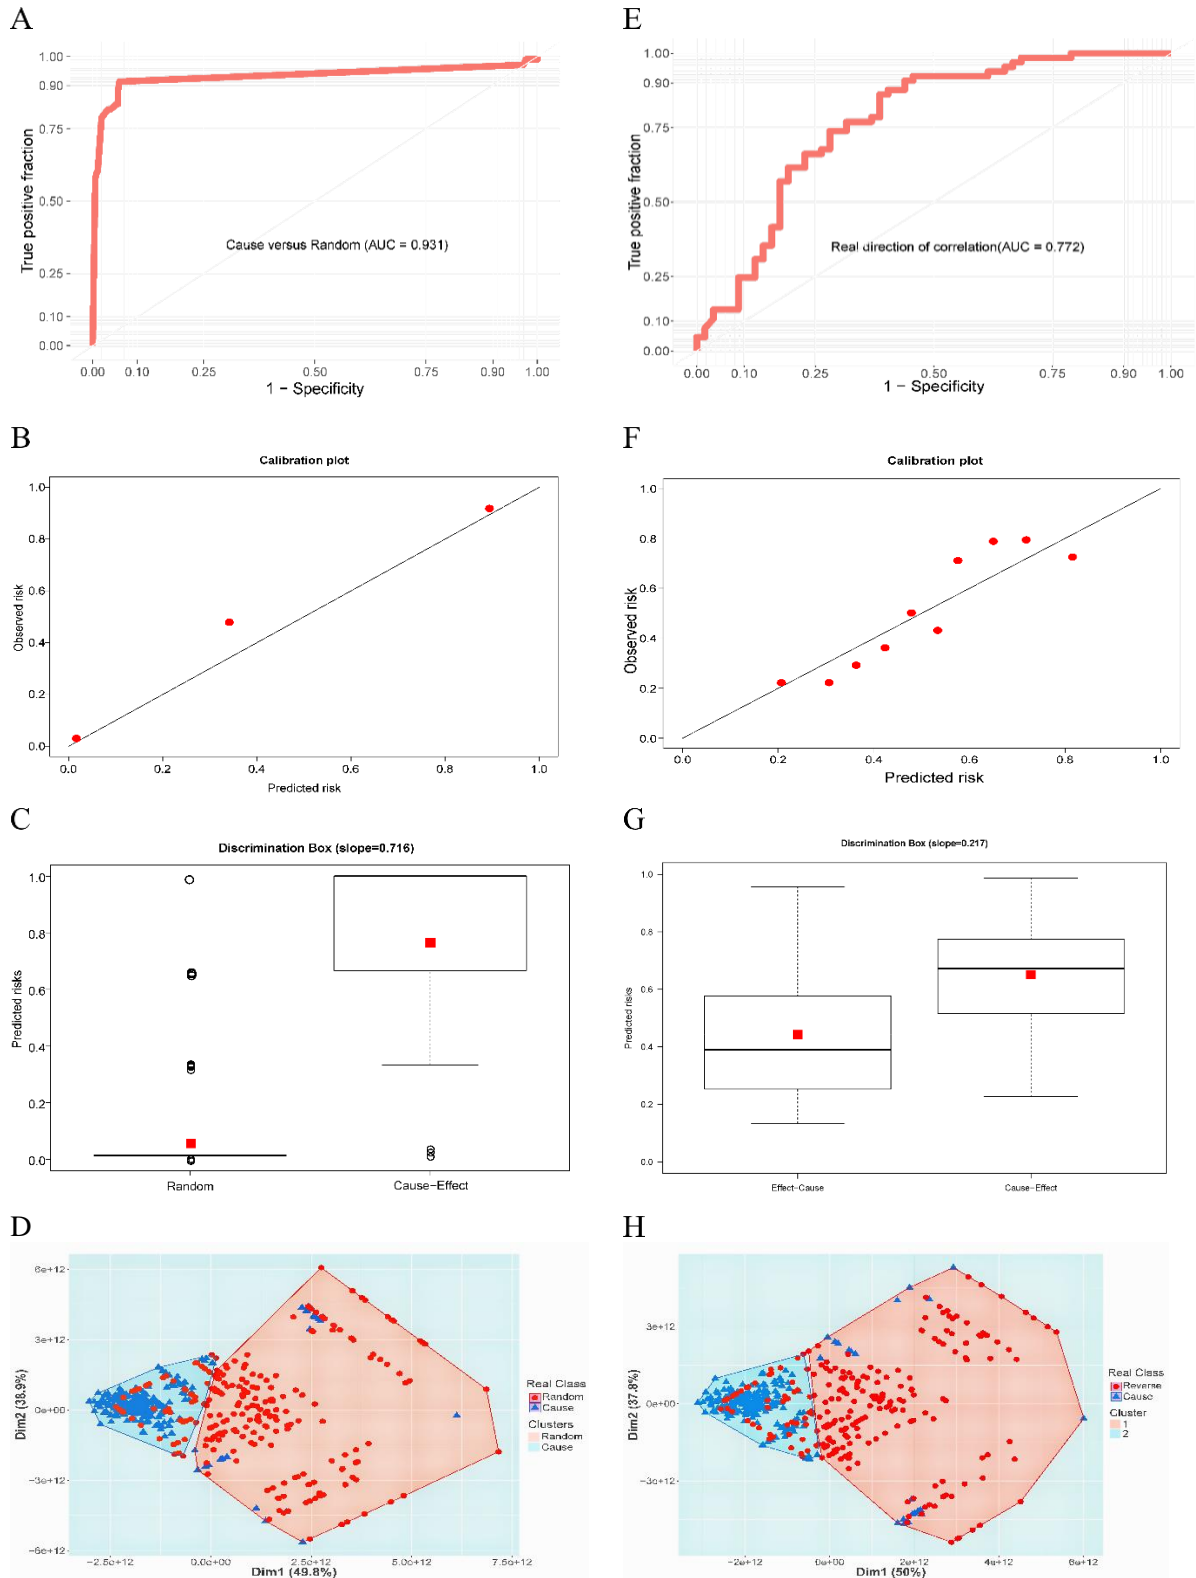 A
1.00
0.90
0.75
0.50
0.25
0.10
0.00
True positive fraction
Cause versus Random (AUC = 0.931)
0.00 0.10 0.25 0.50 0.75 0.90 1.00
1 − Specificity
E
1.00
0.90
0.75
0.50
0.25
0.10
0.00
True positive fraction
Real direction of correlation(AUC = 0.772)
0.00 0.10 0.25 0.50 0.75 0.90 1.00
1 − Specificity
B
Calibration plot
1.0
0.8
0.6
0.4
0.2
0.0
Observed risk
0.0 0.2 0.4 0.6 0.8 1.0
Predicted risk
F
Calibration plot
1.0
0.8
0.6
0.4
0.2
0.0
Observed risk
0.0 0.2 0.4 0.6 0.8 1.0
Predicted risk
C
Discrimination Box (slope=0.716)
1.0
0.8
0.6
0.4
0.2
0.0
Predicted risks
Random Cause−Effect
G
Discrimination Box (slope=0.217)
1.0
0.8
0.6
0.4
0.2
0.0
Predicted risks
Effect−Cause Cause−Effect
D
6e+12
3e+12
0e+00
−3e+12
−6e+12
Dim2 (38.9%)
−2.5e+12 0.0e+00 2.5e+12 5.0e+12 7.5e+12
Dim1 (49.8%)
Real Class
Random
Cause
Clusters
Random
Cause
H
3e+12
0e+00
−3e+12
Dim2 (37.8%)
−2e+12 0e+00 2e+12 4e+12 6e+12
Dim1 (50%)
Real Class
Reverse
Cause
Cluster
1
2